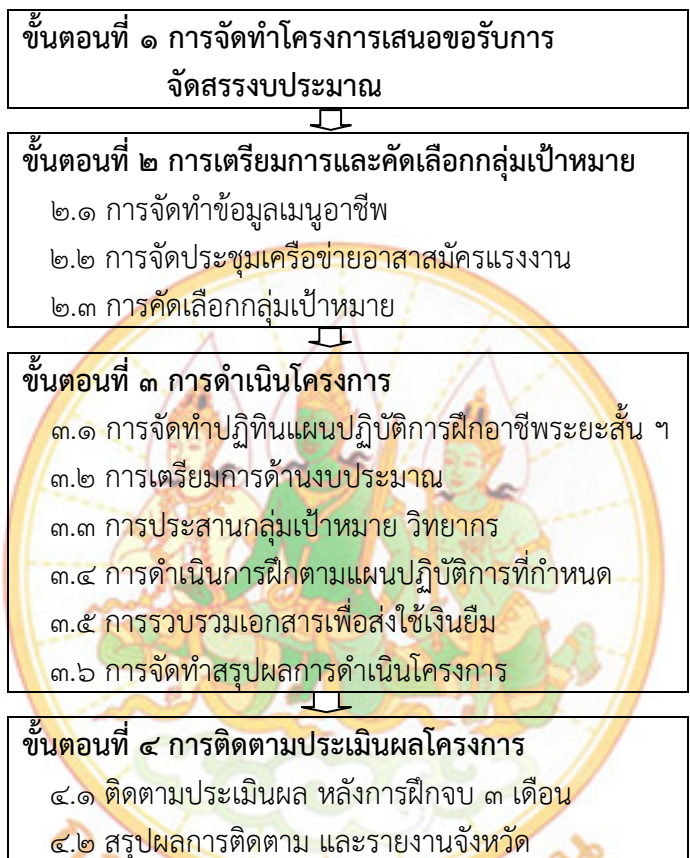 ขั้นตอนที่ ๑ การจัดทำโครงการเสนอขอรับการ
จัดสรรงบประมาณ
ขั้นตอนที่ ๒ การเตรียมการและคัดเลือกกลุ่มเป้าหมาย
๒.๑ การจัดทำข้อมูลเมนูอาชีพ
๒.๒ การจัดประชุมเครือข่ายอาสาสมัครแรงงาน
๒.๓ การคัดเลือกกลุ่มเป้าหมาย
ขั้นตอนที่ ๓ การดำเนินโครงการ
๓.๑ การจัดทำปฏิทินแผนปฏิบัติการฝึกอาชีพระยะสั้น ฯ
๓.๒ การเตรียมการด้านงบประมาณ
๓.๓ การประสานกลุ่มเป้าหมาย วิทยากร
๓.๔ การดำเนินการฝึกตามแผนปฏิบัติการที่กำหนด
๓.๕ การรวบรวมเอกสารเพื่อส่งใช้เงินยืม
๓.๖ การจัดทำสรุปผลการดำเนินโครงการ
ขั้นตอนที่ ๔ การติดตามประเมินผลโครงการ
๔.๑ ติดตามประเมินผล หลังการฝึกจบ ๓ เดือน
๔.๒ สรุปผลการติดตาม และรายงานจังหวัด